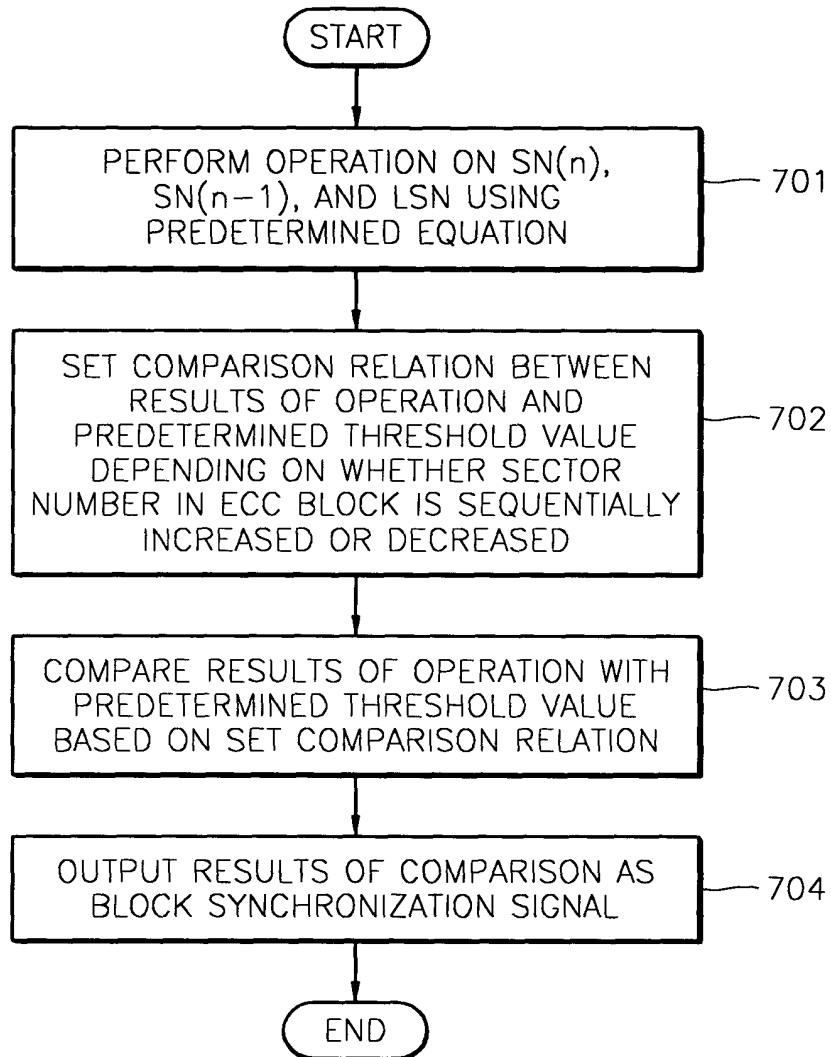 START
PERFORM OPERATION ON SN(n),
SN(n-1), AND LSN USING
PREDETERMINED EQUATION
701
SET COMPARISON RELATION BETWEEN
RESULTS OF OPERATION AND
PREDETERMINED THRESHOLD VALUE
DEPENDING ON WHETHER SECTOR
NUMBER IN ECC BLOCK IS SEQUENTIALLY
INCREASED OR DECREASED
702
COMPARE RESULTS OF OPERATION WITH
PREDETERMINED THRESHOLD VALUE
BASED ON SET COMPARISON RELATION
703
OUTPUT RESULTS OF COMPARISON AS
BLOCK SYNCHRONIZATION SIGNAL
704
END